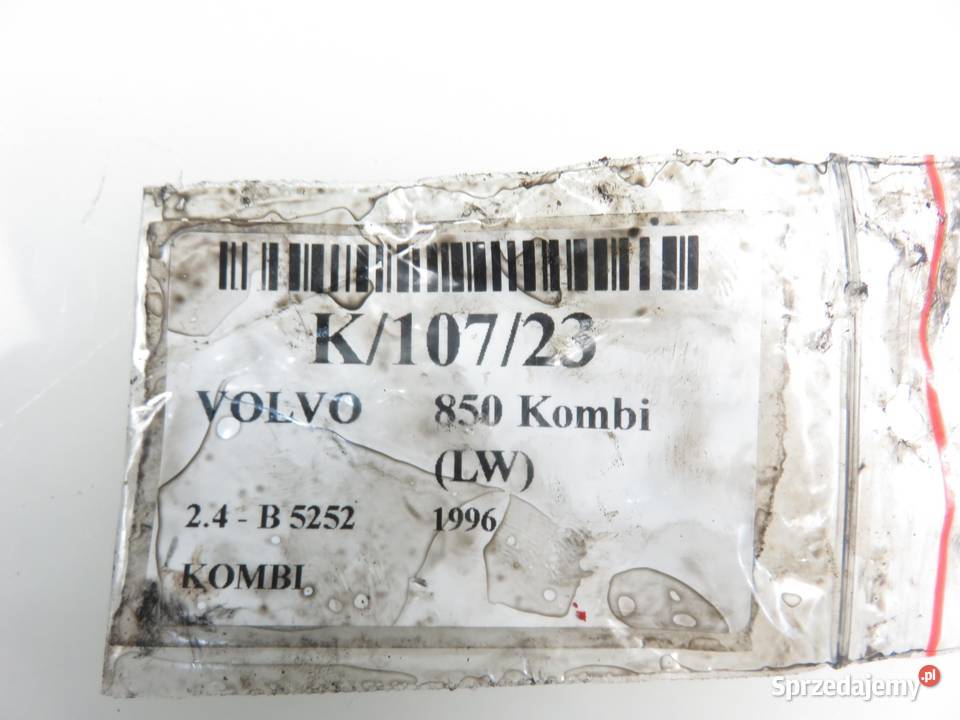 K/107/23
VOLVO 850 Kombi
(LW)
2.4 - B 5252 1996
KOMBI
Sprzedajemy.pl